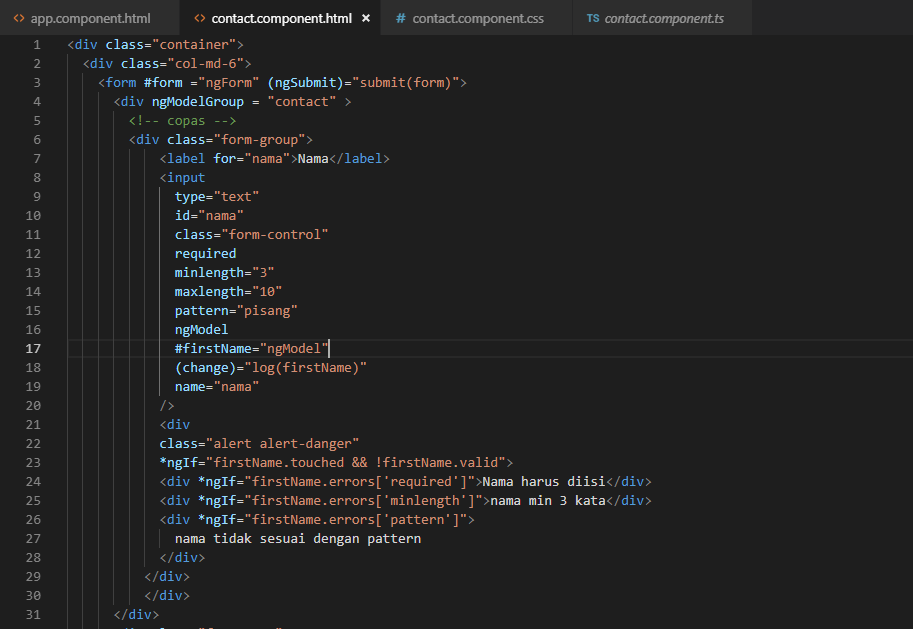 <> app.component.html <> contact.component.html × # contact.component.css TS contact.component.ts
1 <div class="container">
2 <div class="col-md-6">
3 <form #form ="ngForm" (ngSubmit)="submit(form)">
4 <div ngModelGroup = "contact" >
5 <!-- copas -->
6 <div class="form-group">
7 <label for="nama">Nama</label>
8 <input
9 type="text"
10 id="nama"
11 class="form-control"
12 required
13 minlength="3"
14 maxlength="10"
15 pattern="pisang"
16 ngModel
17 #firstName="ngModel"
18 (change)="log(firstName)"
19 name="nama"
20 />
21 <div
22 class="alert alert-danger"
23 *ngIf="firstName.touched && !firstName.valid">
24 <div *ngIf="firstName.errors['required']">Nama harus diisi</div>
25 <div *ngIf="firstName.errors['minlength']">nama min 3 kata</div>
26 <div *ngIf="firstName.errors['pattern']">
27 nama tidak sesuai dengan pattern
28 </div>
29 </div>
30 </div>
31 </div>